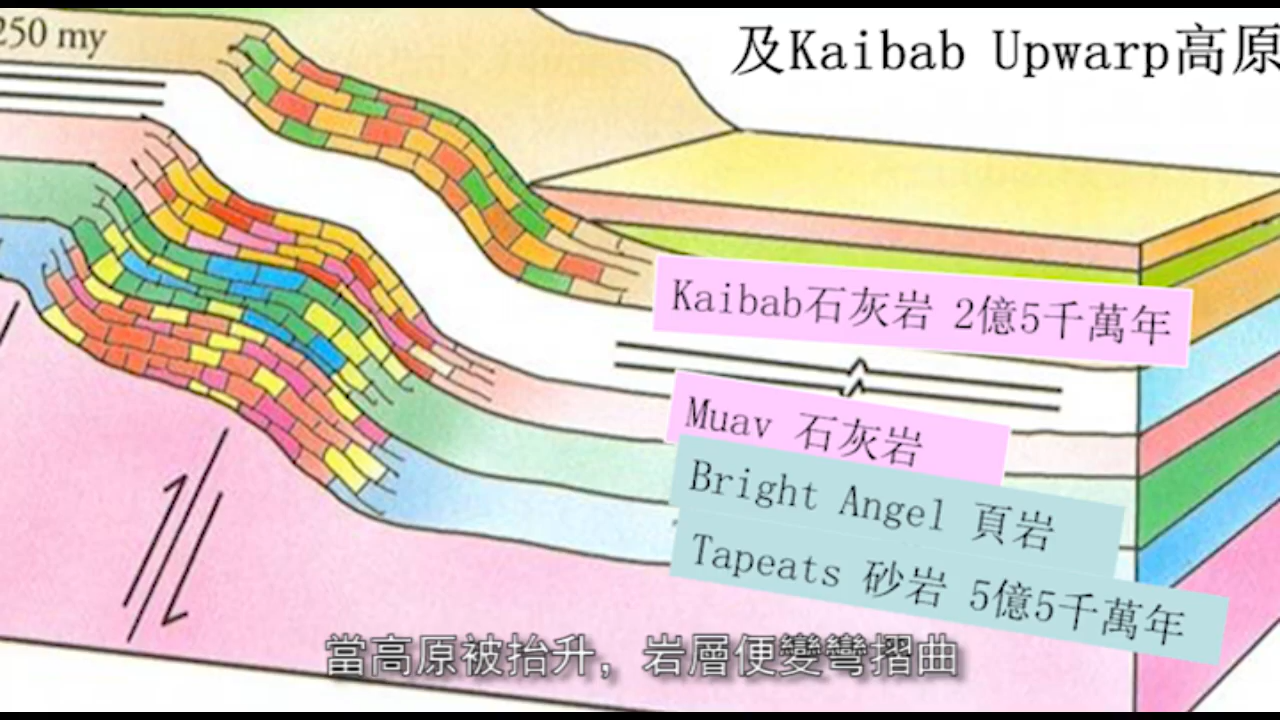 250 my
及Kaibab Upwarp高原
Kaibab石灰岩 2億5千萬年
Muav 石灰岩
Bright Angel 頁岩
Tapeats 砂岩 5億5千萬年
當高原被抬升，岩層便變彎摺曲